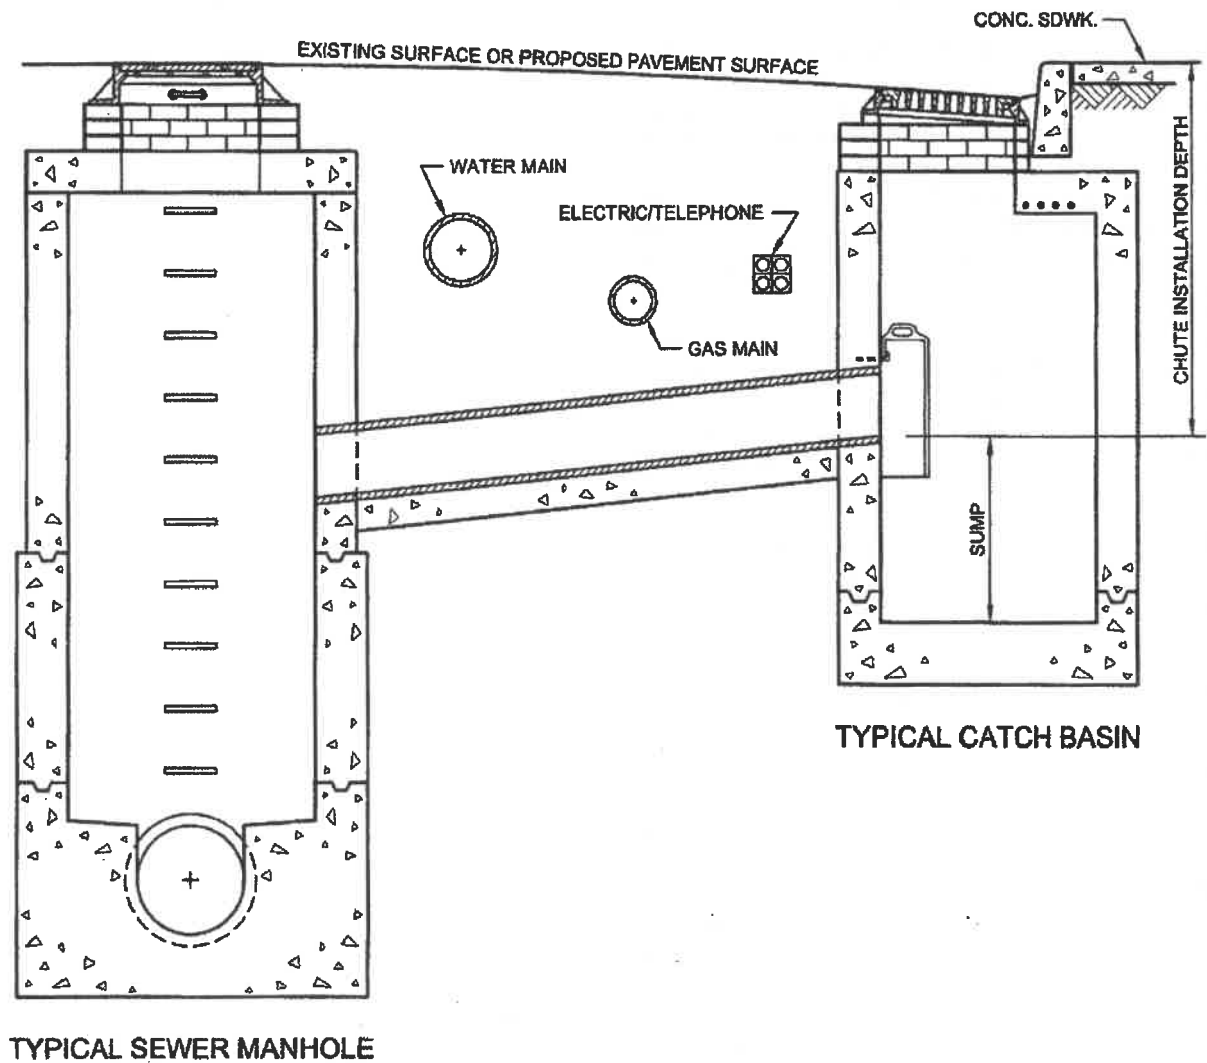 CONC. SDWK.
EXISTING SURFACE OR PROPOSED PAVEMENT SURFACE
WATER MAIN
ELECTRIC/TELEPHONE
GAS MAIN
CHUTE INSTALLATION DEPTH
SUMP
TYPICAL CATCH BASIN
TYPICAL SEWER MANHOLE